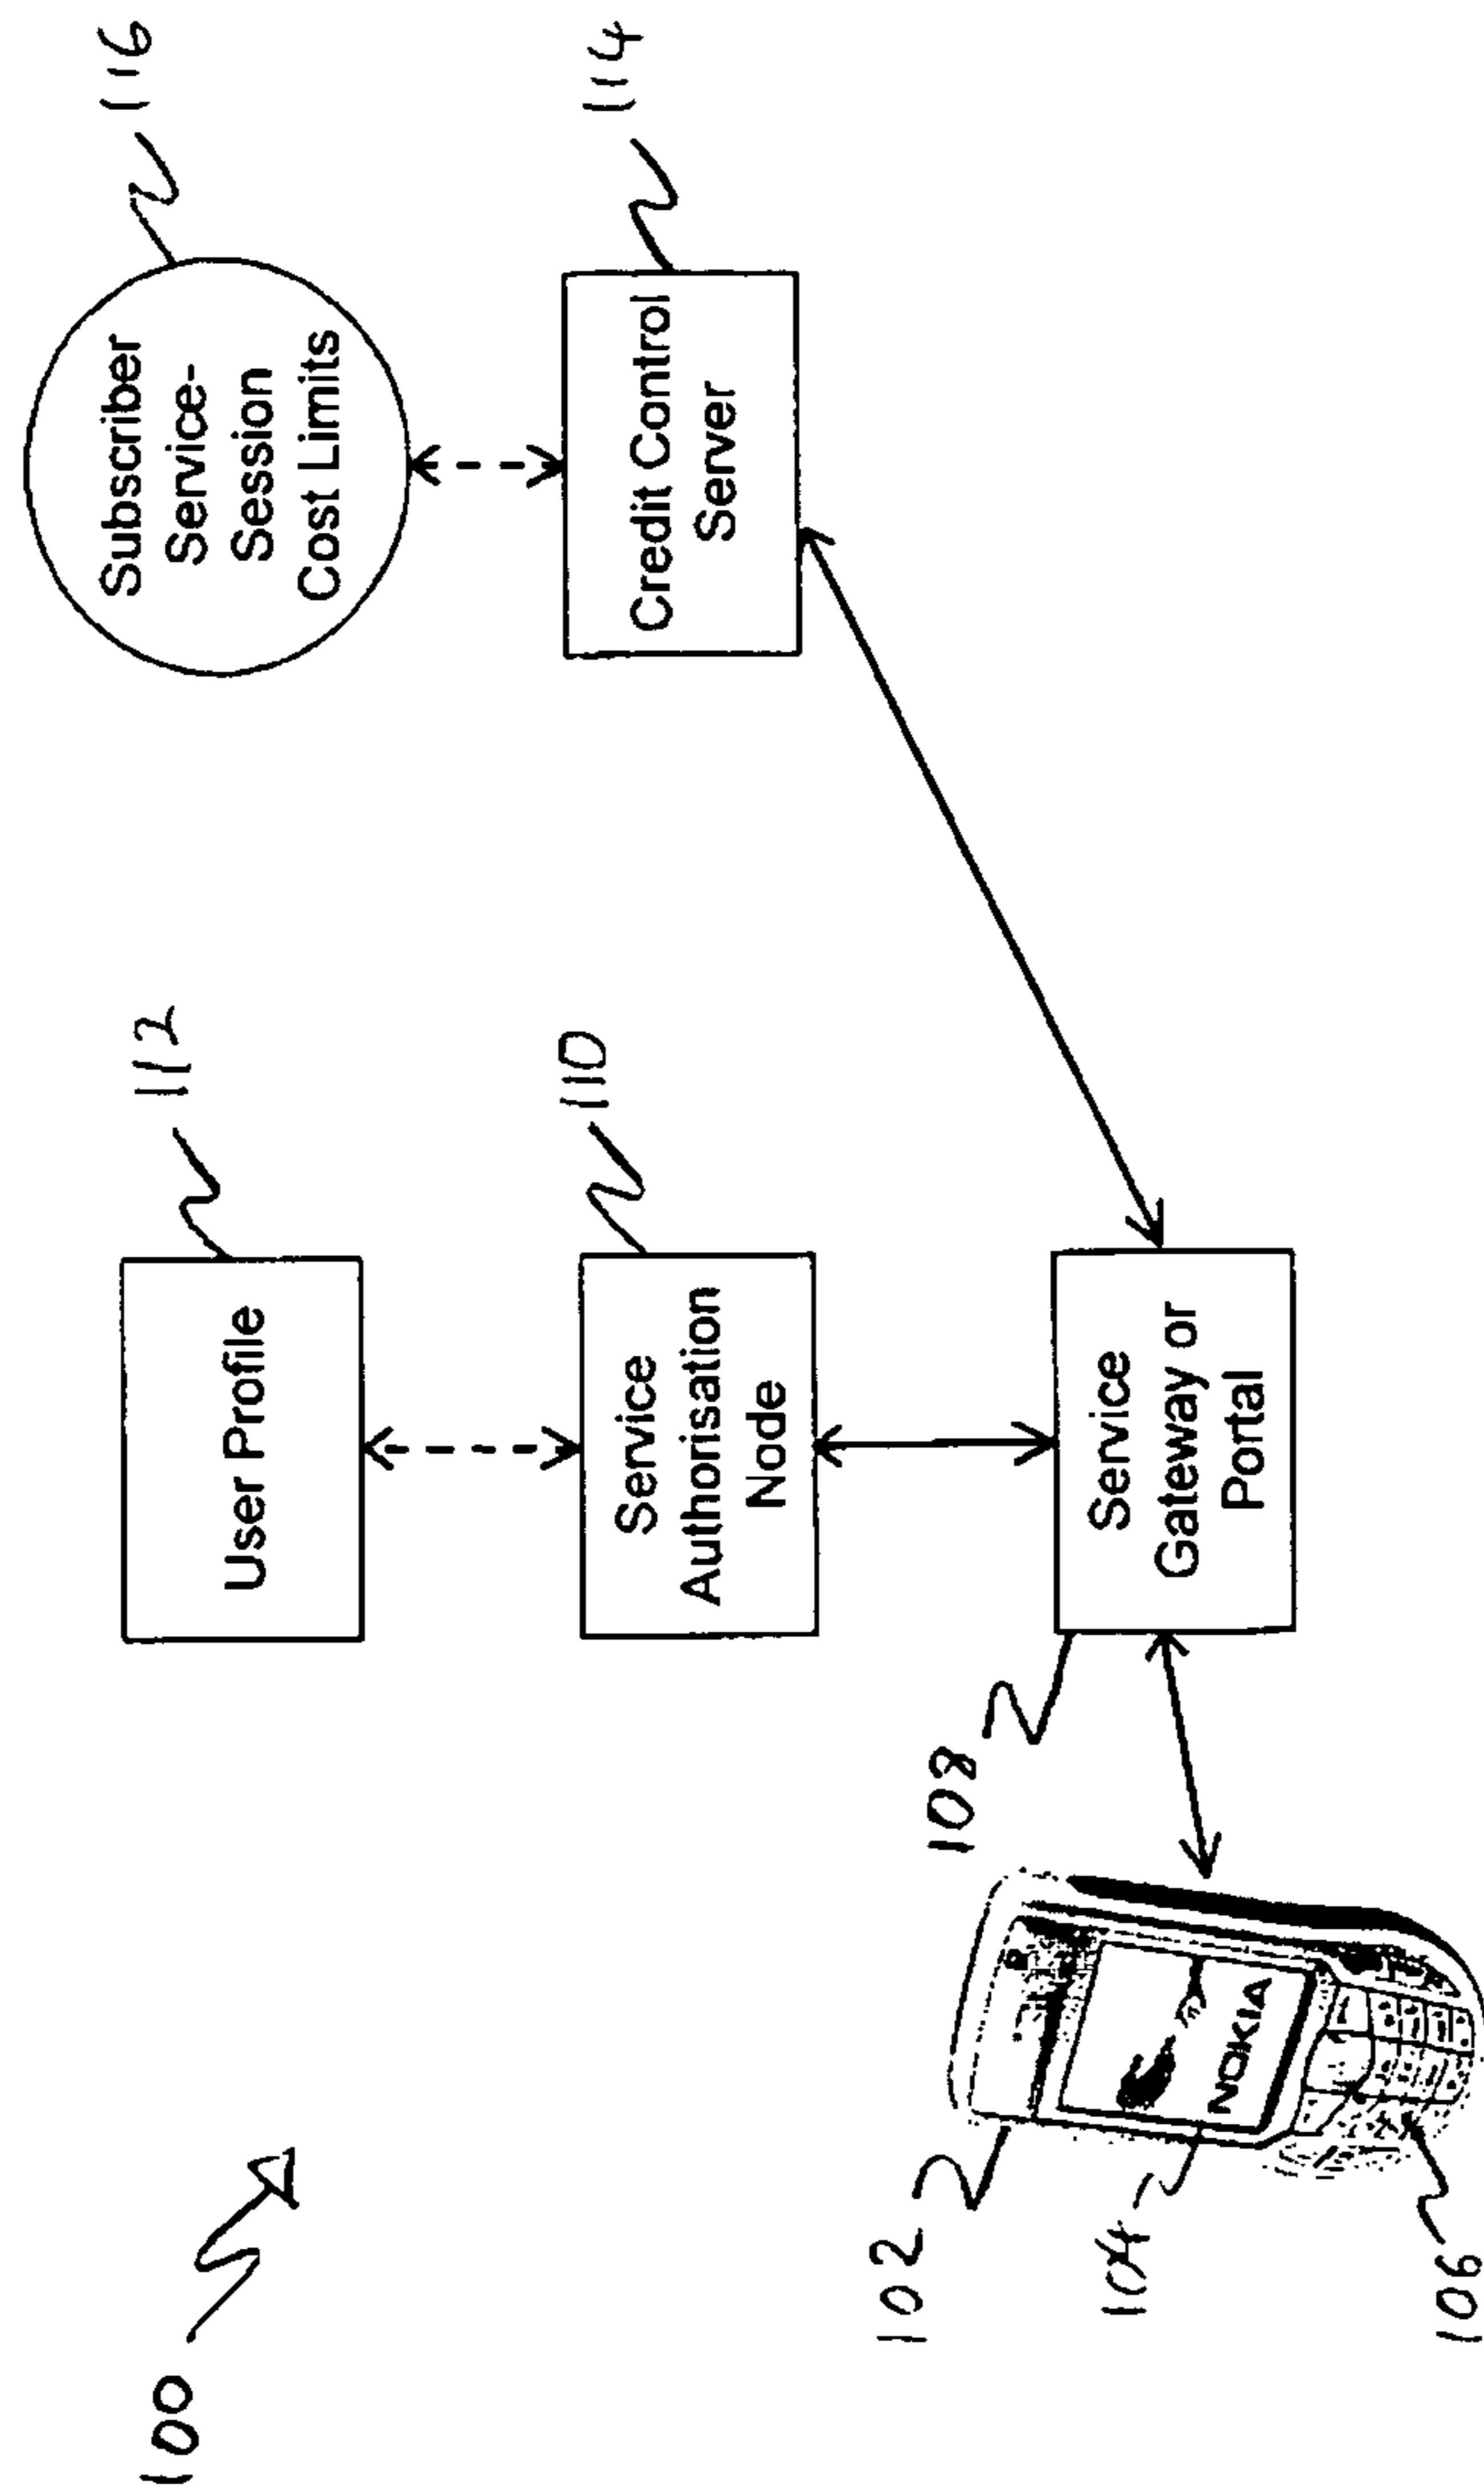 100
112
User Profile
116
Subscriber
Service-
Session
Cost Limits
110
Service
Authorisation
Node
114
Credit Control
Server
108
Service
Gateway or
Portal
102
104
NOKIA
106